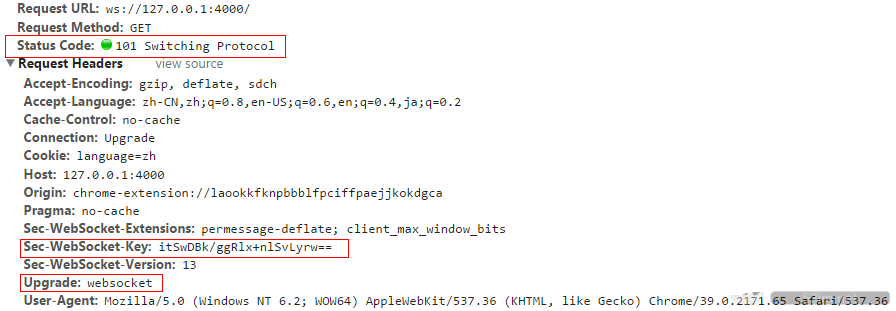 Request URL: ws://127.0.0.1:4000/
Request Method: GET
Status Code: 101 Switching Protocol
Request Headers view source
Accept-Encoding: gzip, deflate, sdch
Accept-Language: zh-CN,zh;q=0.8,en-US;q=0.6,en;q=0.4,ja;q=0.2
Cache-Control: no-cache
Connection: Upgrade
Cookie: language=zh
Host: 127.0.0.1:4000
Origin: chrome-extension://laookkfknpbbblfpciffpaejjkokdgca
Pragma: no-cache
Sec-WebSocket-Extensions: permessage-deflate; client_max_window_bits
Sec-WebSocket-Key: itSwDBk/ggRlx+nlSvLyrw==
Sec-WebSocket-Version: 13
Upgrade: websocket
User-Agent: Mozilla/5.0 (Windows NT 6.2; WOW64) AppleWebKit/537.36 (KHTML, like Gecko) Chrome/39.0.2171.65 Safari/537.36